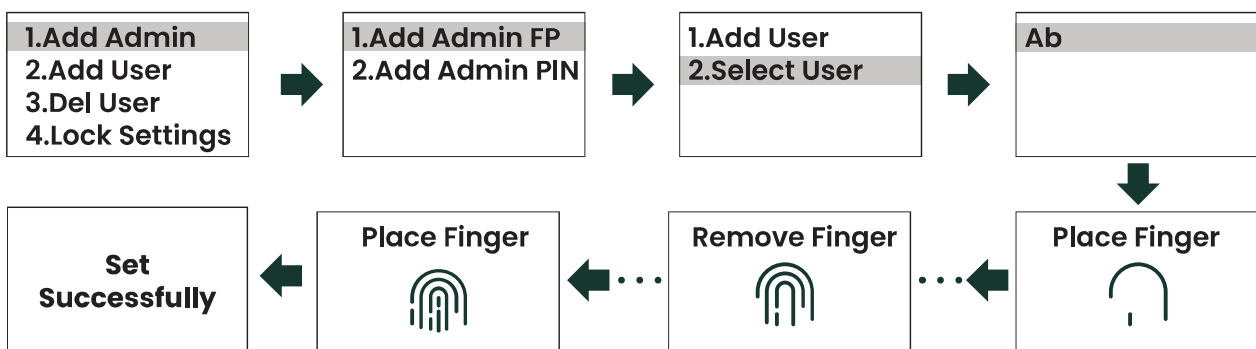 1.Add Admin
2.Add User
3.Del User
4.Lock Settings
1.Add Admin FP
2.Add Admin PIN
1.Add User
2.Select User
Ab
Place Finger
Remove Finger
Place Finger
Set
Successfully